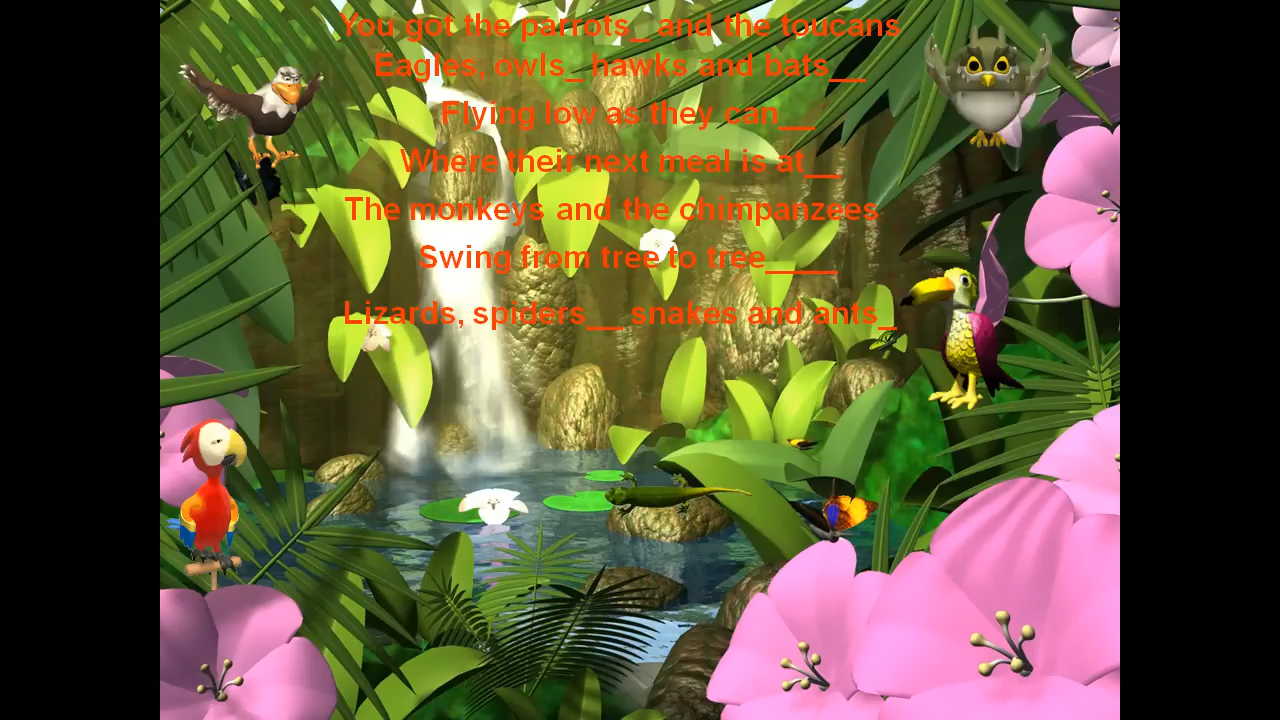 You got the parrots_ and the toucans
Eagles, owls_ hawks and bats__
Flying low as they can__
Where their next meal is at__
The monkeys and the chimpanzees
Swing from tree to tree____
Lizards, spiders__ snakes and ants_